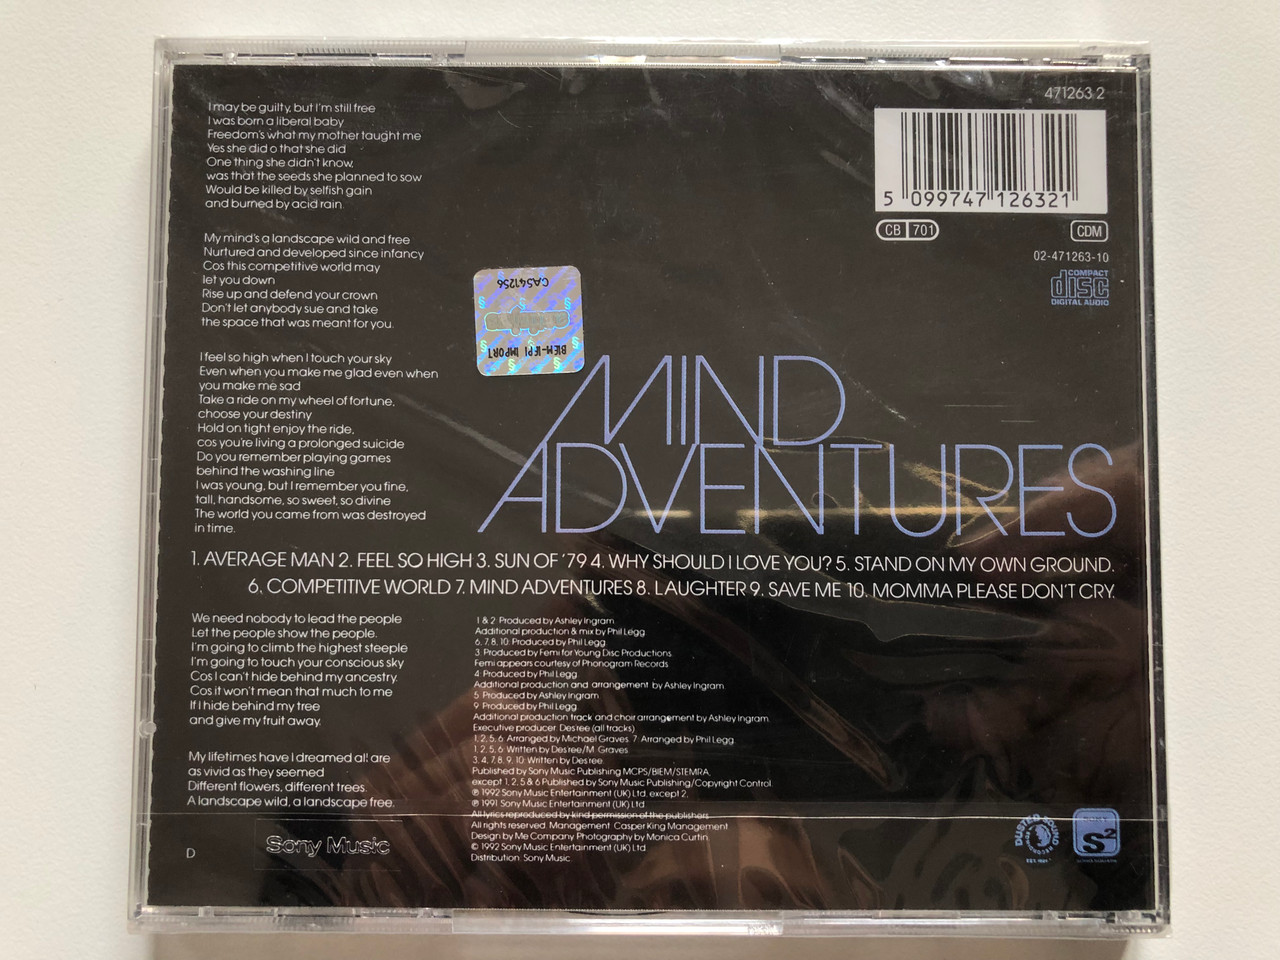 I may be guilty, but I'm still free
I was born a liberal baby
Freedom's what my mother taught me
Yes she did o that she did
One thing she didn't know,
was that the seeds she planned to sow
Would be killed by selfish gain
and burned by acid rain.
My mind's a landscape wild and free
Nurtured and developed since infancy
Cos this competitive world may
let you down
Rise up and defend your crown
Don't let anybody sue and take
the space that was meant for you.
I feel so high when I touch your sky
Even when you make me glad even when
you make me sad
Take a ride on my wheel of fortune,
choose your destiny
Hold on tight enjoy the ride,
cos you're living a prolonged suicide
Do you remember playing games
behind the washing line
I was young, but I remember you fine,
tall, handsome, so sweet, so divine
The world you came from was destroyed
in time.
471263 2
5 099747 126321
CB 701
CDM
02-471263-10
COMPACT
disc
DIGITAL AUDIO
CA541256
BIEM-IFPI IMPORT
MIND
ADVENTURES
1. AVERAGE MAN 2. FEEL SO HIGH 3. SUN OF '79 4. WHY SHOULD I LOVE YOU? 5. STAND ON MY OWN GROUND.
6. COMPETITIVE WORLD 7. MIND ADVENTURES 8. LAUGHTER 9. SAVE ME 10. MOMMA PLEASE DON'T CRY.
We need nobody to lead the people
Let the people show the people.
I'm going to climb the highest steeple
I'm going to touch your conscious sky
Cos I can't hide behind my ancestry.
Cos it won't mean that much to me
If I hide behind my tree
and give my fruit away.
My lifetimes have I dreamed all are
as vivid as they seemed
Different flowers, different trees.
A landscape wild, a landscape free.
1 & 2 Produced by Ashley Ingram.
Additional production & mix by Phil Legg
6, 7, 8, 10: Produced by Phil Legg
3. Produced by Femi for Young Disc Productions
Femi appears courtesy of Phonogram Records
4. Produced by Phil Legg
Additional production and arrangement by Ashley Ingram
5. Produced by Ashley Ingram
9. Produced by Phil Legg
Additional production track and choir arrangement by Ashley Ingram
Executive producer: Des'ree (all tracks)
1, 2, 5, 6: Arranged by Michael Graves. 7: Arranged by Phil Legg
1, 2, 5, 6: Written by Des'ree/M. Graves
3, 4, 7, 8, 9, 10: Written by Des'ree.
Published by Sony Music Publishing MCPS/BIEM/STEMRA,
except 1, 2, 5 & 6 Published by Sony Music Publishing/Copyright Control.
℗ 1992 Sony Music Entertainment (UK) Ltd. except 2,
℗ 1991 Sony Music Entertainment (UK) Ltd
All lyrics reproduced by kind permission of the publishers
All rights reserved. Management: Casper King Management
Design by Me Company Photography by Monica Curtin
© 1992 Sony Music Entertainment (UK) Ltd
Distribution: Sony Music
D
Sony Music
DUSTED SOUND
RECORDS
S2